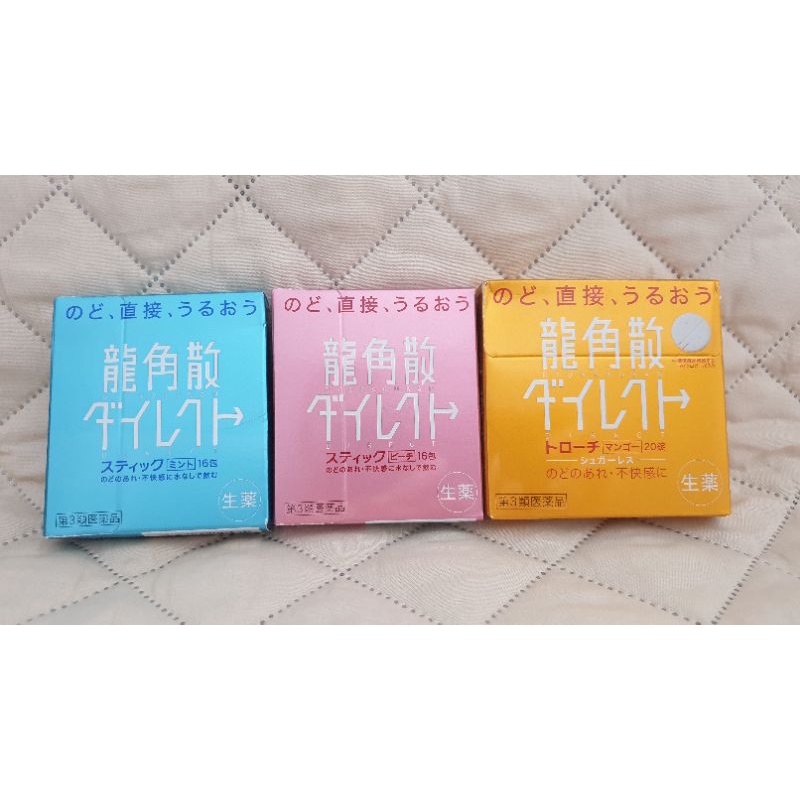 のど、直接、うるおう
龍角散
ダイレクト
スティック ミント 16包
のどのあれ・不快感に水なしで飲む
第3類医薬品
生薬
のど、直接、うるおう
龍角散
ダイレクト
スティック ピーチ 16包
のどのあれ・不快感に水なしで飲む
第3類医薬品
生薬
のど、直接、うるおう
龍角散
ダイレクト
トローチ マンゴー 20錠
シュガーレス
のどのあれ・不快感に
第3類医薬品
生薬